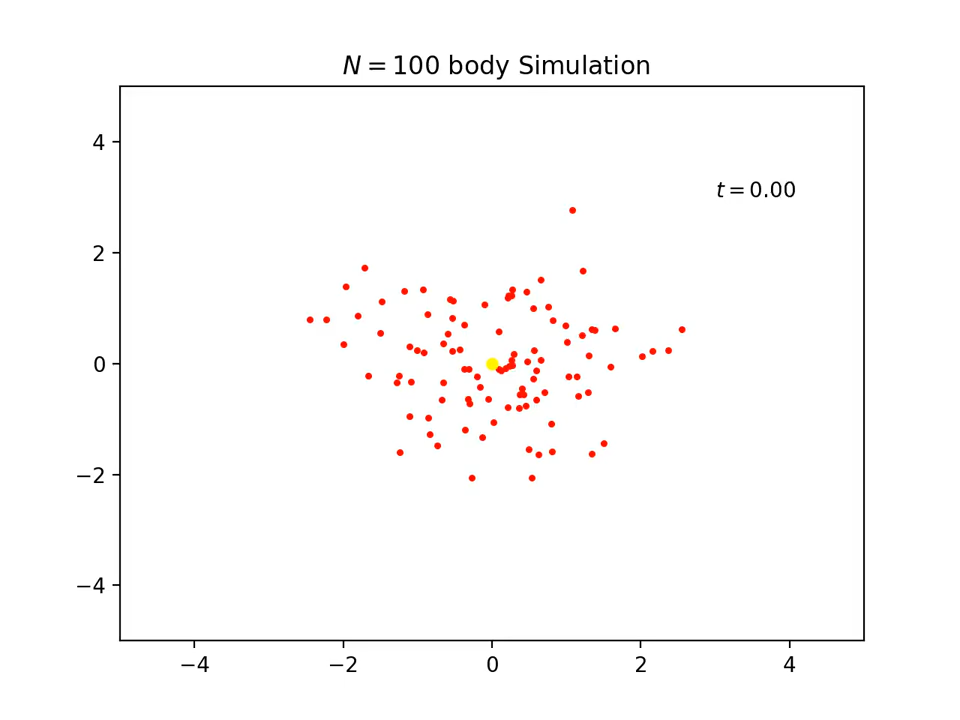 N = 100 body Simulation
t = 0.00
4
2
0
−2
−4
−4 −2 0 2 4